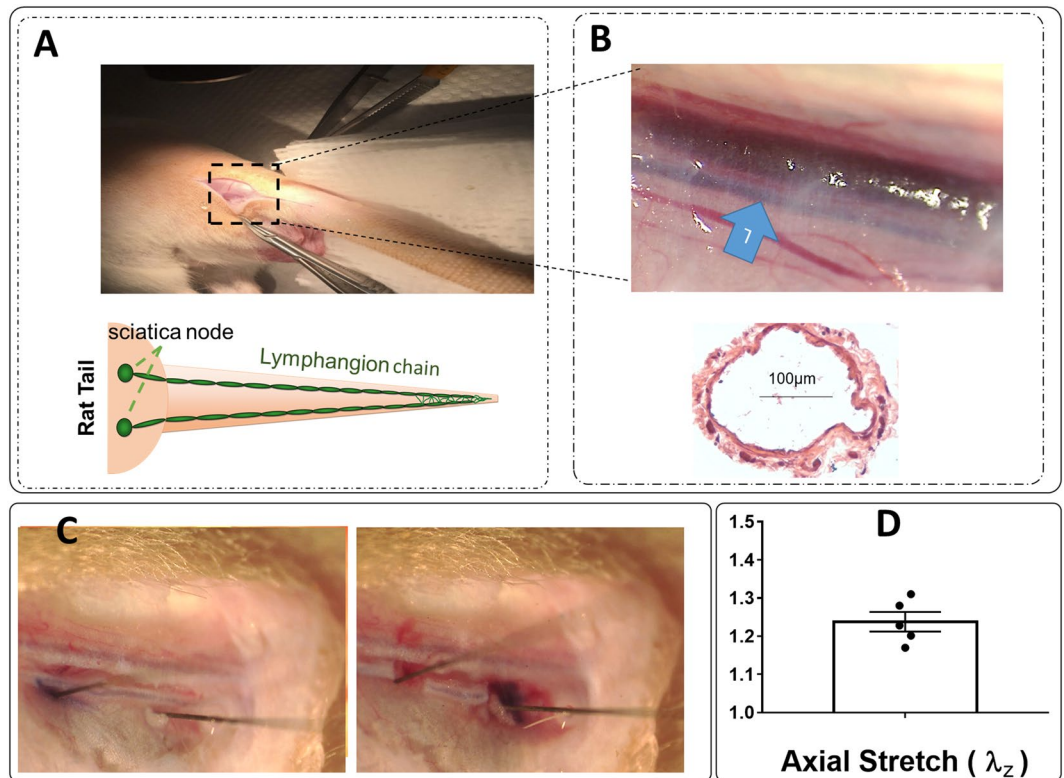 A
B
L
sciatica node
Lymphangion chain
Rat Tail
100μm
C
D
1.5
1.4
1.3
1.2
1.1
1.0
Axial Stretch ( λz )